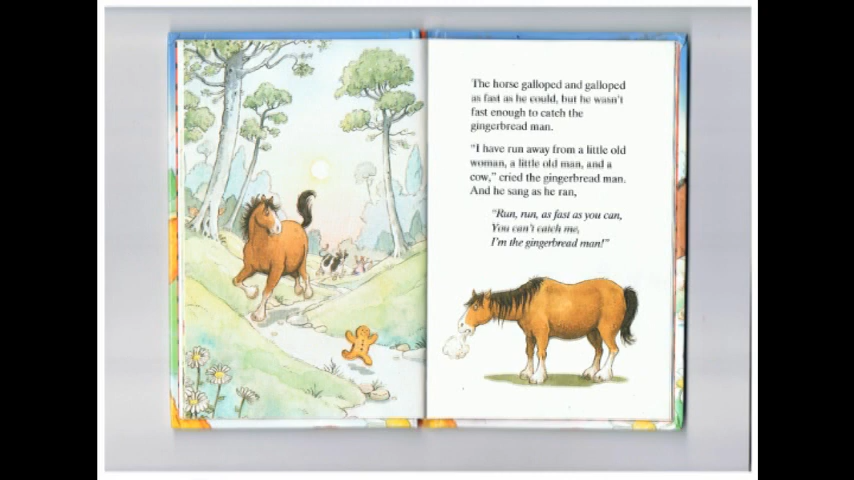 The horse galloped and galloped
as fast as he could, but he wasn't
fast enough to catch the
gingerbread man.
"I have run away from a little old
woman, a little old man, and a
cow," cried the gingerbread man.
And he sang as he ran,
"Run, run, as fast as you can,
You can't catch me,
I'm the gingerbread man!"